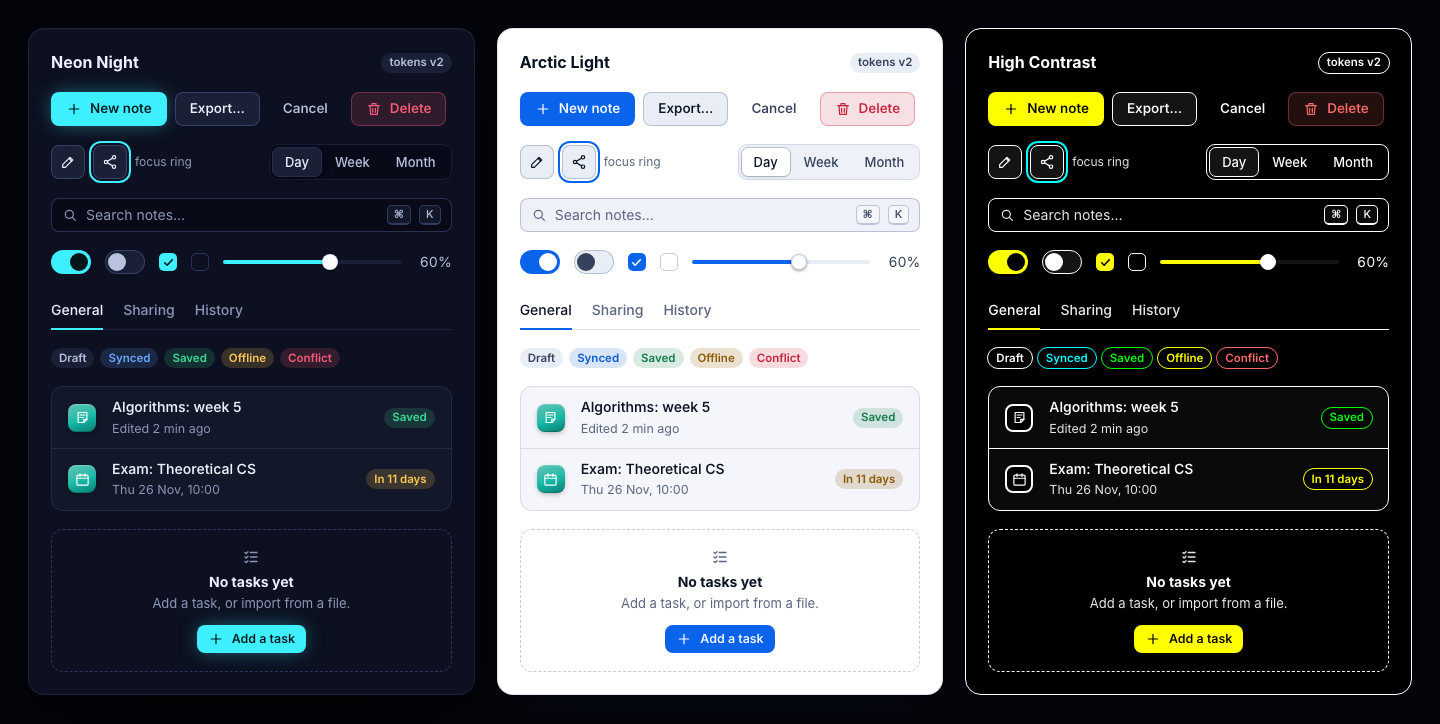 Neon Night
tokens v2
New note
Export...
Cancel
Delete
focus ring
Day
Week
Month
Search notes...
⌘
K
60%
General
Sharing
History
Draft
Synced
Saved
Offline
Conflict
Algorithms: week 5
Edited 2 min ago
Saved
Exam: Theoretical CS
Thu 26 Nov, 10:00
In 11 days
No tasks yet
Add a task, or import from a file.
Add a task
Arctic Light
tokens v2
New note
Export...
Cancel
Delete
focus ring
Day
Week
Month
Search notes...
⌘
K
60%
General
Sharing
History
Draft
Synced
Saved
Offline
Conflict
Algorithms: week 5
Edited 2 min ago
Saved
Exam: Theoretical CS
Thu 26 Nov, 10:00
In 11 days
No tasks yet
Add a task, or import from a file.
Add a task
High Contrast
tokens v2
New note
Export...
Cancel
Delete
focus ring
Day
Week
Month
Search notes...
⌘
K
60%
General
Sharing
History
Draft
Synced
Saved
Offline
Conflict
Algorithms: week 5
Edited 2 min ago
Saved
Exam: Theoretical CS
Thu 26 Nov, 10:00
In 11 days
No tasks yet
Add a task, or import from a file.
Add a task